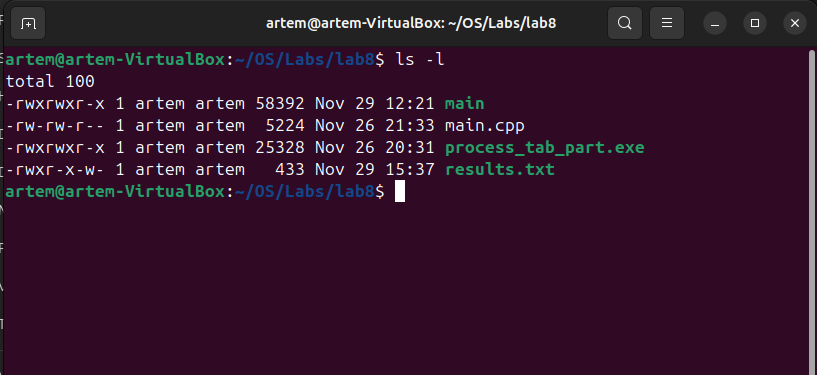 artem@artem-VirtualBox: ~/OS/Labs/lab8
artem@artem-VirtualBox:~/OS/Labs/lab8$ ls -l
total 100
-rwxrwxr-x 1 artem artem 58392 Nov 29 12:21 main
-rw-rw-r-- 1 artem artem  5224 Nov 26 21:33 main.cpp
-rwxrwxr-x 1 artem artem 25328 Nov 26 20:31 process_tab_part.exe
-rwxr-x-w- 1 artem artem   433 Nov 29 15:37 results.txt
artem@artem-VirtualBox:~/OS/Labs/lab8$